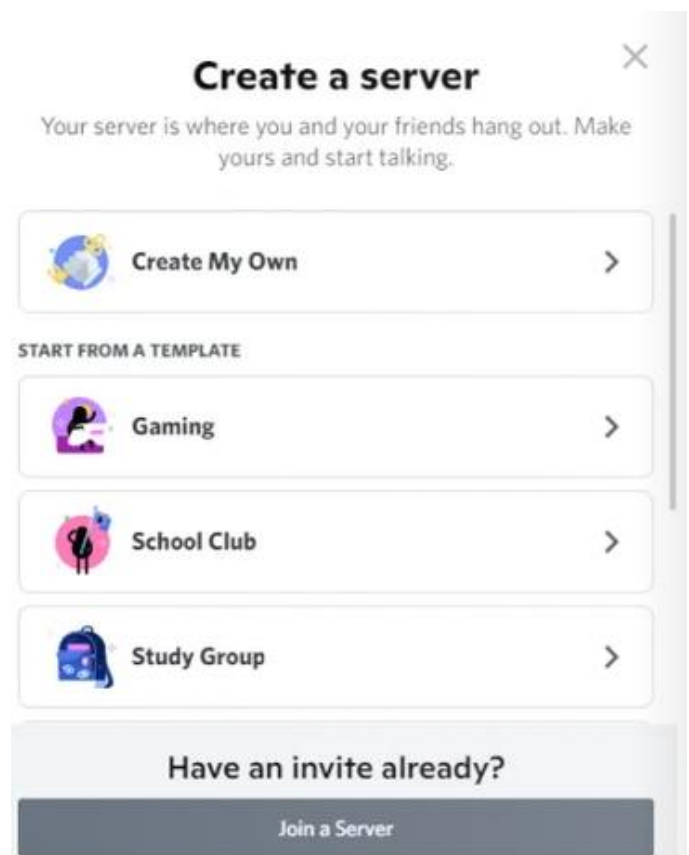 Create a server
Your server is where you and your friends hang out. Make
yours and start talking.
Create My Own
START FROM A TEMPLATE
Gaming
School Club
Study Group
Have an invite already?
Join a Server